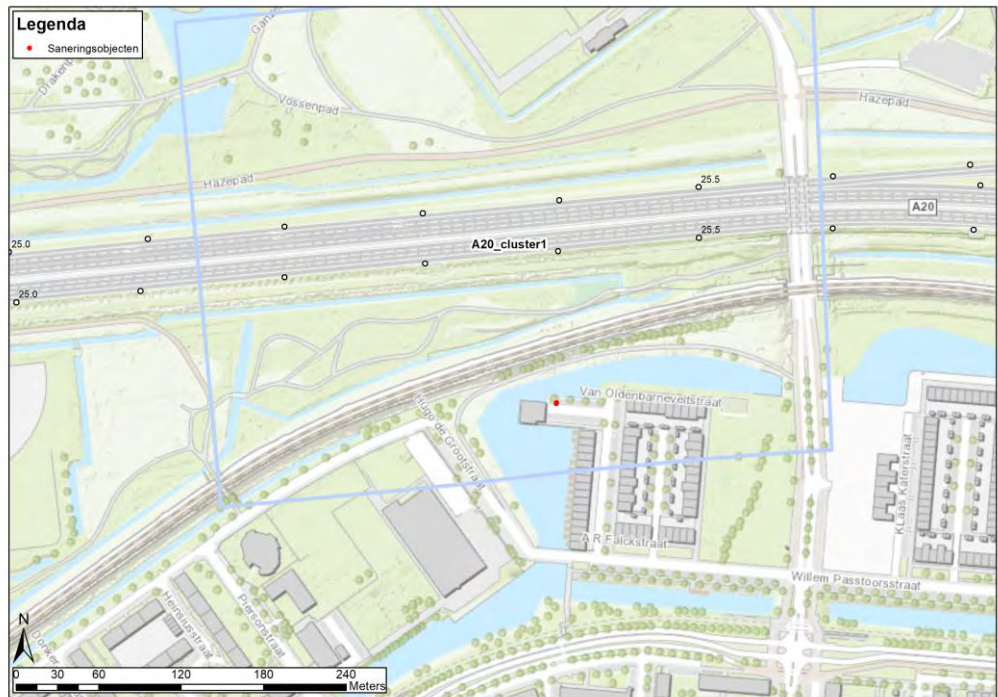 Legenda
Saneringsobjecten
Vossenpad
Hazepad
Hazepad
25.5
25.5
A20
A20_cluster1
25.0
25.0
Van Oldenbarneveltstraat
Hugo de Grootstraat
KLaas Katerstraat
A R Falckstraat
Willem Passtoorsstraat
Heinsiusstraat
Piersonstraat
Donker
N
0 30 60 120 180 240
Meters